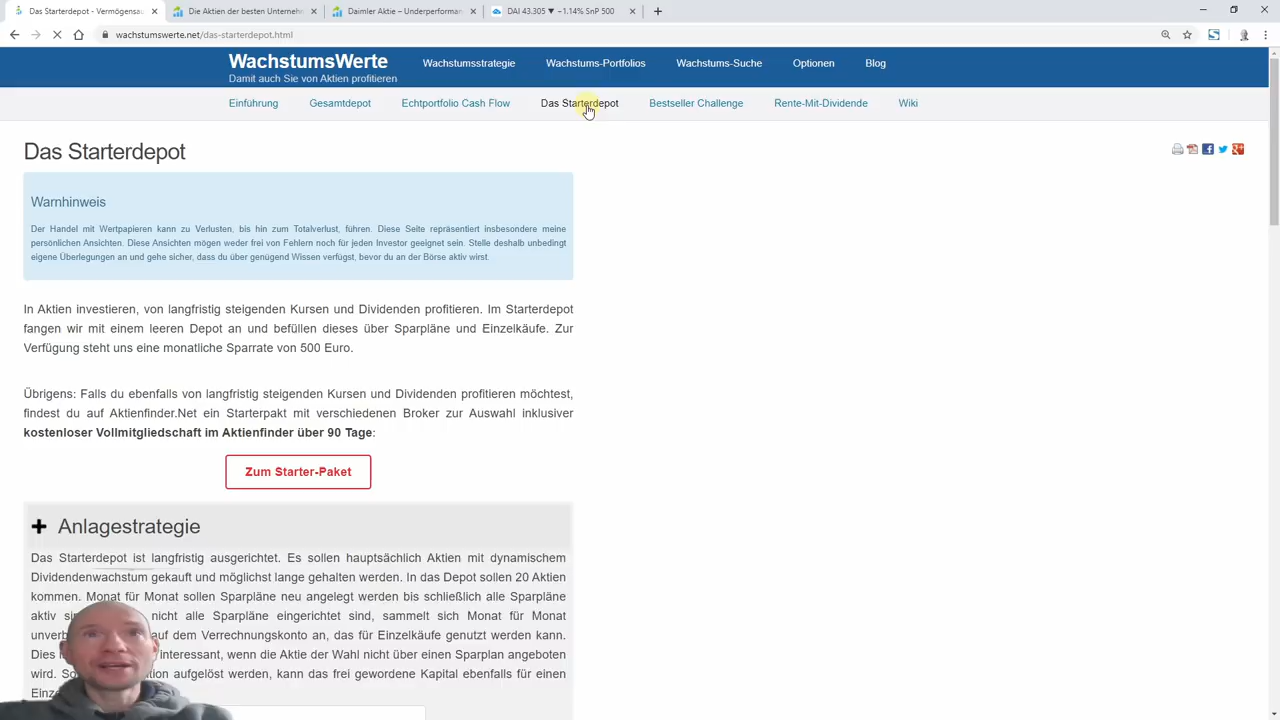 Das Starterdepot - Vermögensau
Die Aktien der besten Unternehm
Daimler Aktie – Underperforman
DAI 43.305 ▼ −1.14% SnP 500
wachstumswerte.net/das-starterdepot.html
WachstumsWerte
Damit auch Sie von Aktien profitieren
Wachstumsstrategie
Wachstums-Portfolios
Wachstums-Suche
Optionen
Blog
Einführung
Gesamtdepot
Echtportfolio Cash Flow
Das Starterdepot
Bestseller Challenge
Rente-Mit-Dividende
Wiki
Das Starterdepot
Warnhinweis
Der Handel mit Wertpapieren kann zu Verlusten, bis hin zum Totalverlust, führen. Diese Seite repräsentiert insbesondere meine
persönlichen Ansichten. Diese Ansichten mögen weder frei von Fehlern noch für jeden Investor geeignet sein. Stelle deshalb unbedingt
eigene Überlegungen an und gehe sicher, dass du über genügend Wissen verfügst, bevor du an der Börse aktiv wirst.
In Aktien investieren, von langfristig steigenden Kursen und Dividenden profitieren. Im Starterdepot
fangen wir mit einem leeren Depot an und befüllen dieses über Sparpläne und Einzelkäufe. Zur
Verfügung steht uns eine monatliche Sparrate von 500 Euro.
Übrigens: Falls du ebenfalls von langfristig steigenden Kursen und Dividenden profitieren möchtest,
findest du auf Aktienfinder.Net ein Starterpakt mit verschiedenen Broker zur Auswahl inklusiver
kostenloser Vollmitgliedschaft im Aktienfinder über 90 Tage:
Zum Starter-Paket
Anlagestrategie
Das Starterdepot ist langfristig ausgerichtet. Es sollen hauptsächlich Aktien mit dynamischem
Dividendenwachstum gekauft und möglichst lange gehalten werden. In das Depot sollen 20 Aktien
kommen. Monat für Monat sollen Sparpläne neu angelegt werden bis schließlich alle Sparpläne
aktiv nicht alle Sparpläne eingerichtet sind, sammelt sich Monat für Monat
auf dem Verrechnungskonto an, das für Einzelkäufe genutzt werden kann.
Dies interessant, wenn die Aktie der Wahl nicht über einen Sparplan angeboten
wird. aufgelöst werden, kann das frei gewordene Kapital ebenfalls für einen